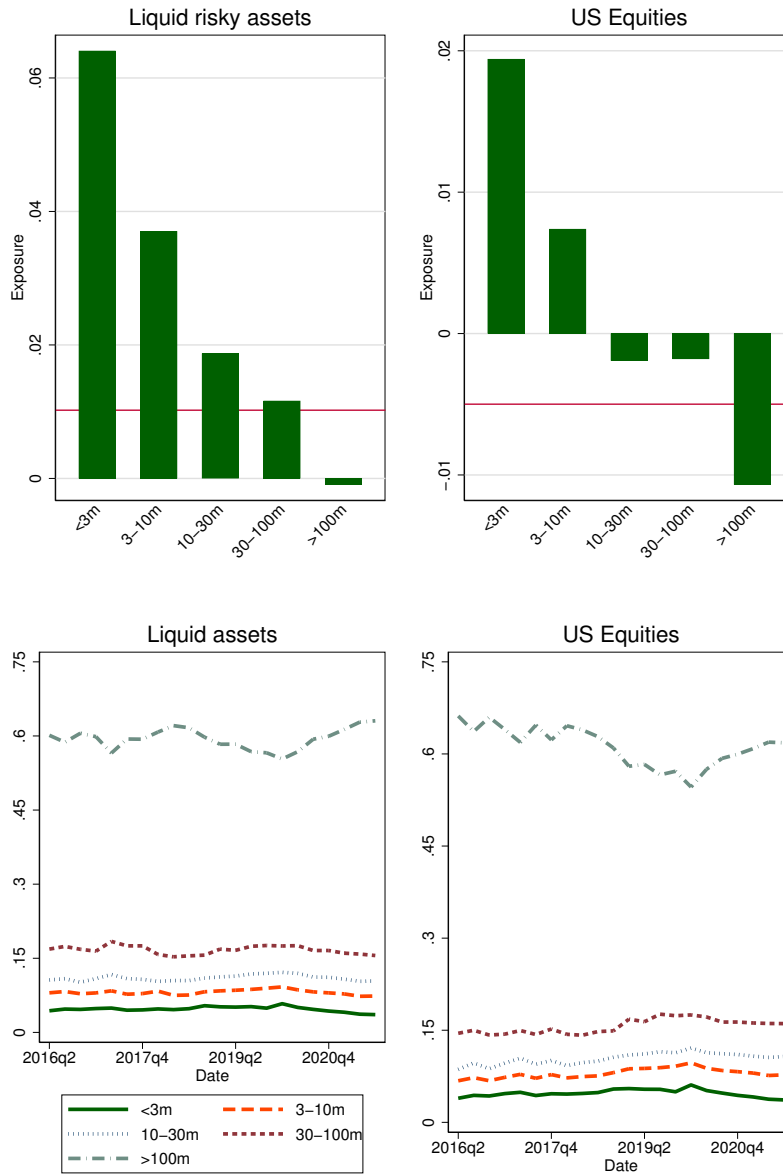 Liquid risky assets
Exposure
.06
.04
.02
0
<3m
3−10m
10−30m
30−100m
>100m
US Equities
Exposure
.02
.01
0
−.01
<3m
3−10m
10−30m
30−100m
>100m
Liquid assets
.75
.6
.45
.3
.15
0
2016q2 2017q4 2019q2 2020q4
Date
US Equities
.75
.6
.45
.3
.15
0
2016q2 2017q4 2019q2 2020q4
Date
<3m 3−10m
10−30m 30−100m
>100m